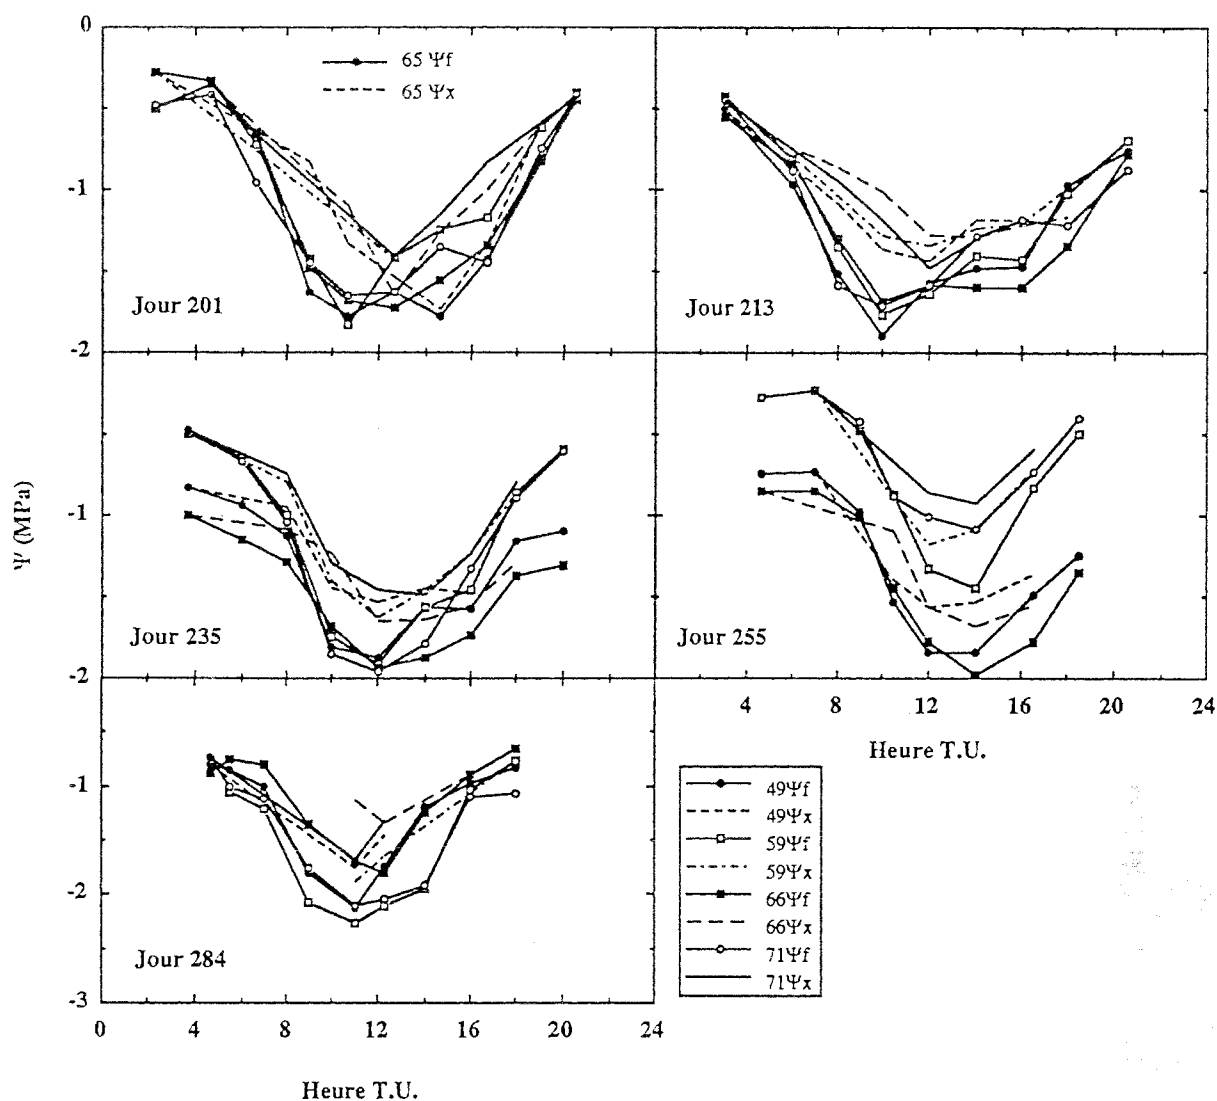 0
65 Ψf
65 Ψx
-1
Jour 201
Jour 213
-2
-1
Ψ (MPa)
Jour 235
Jour 255
-2
4 8 12 16 20 24
Heure T.U.
-1
-2
Jour 284
-3
0 4 8 12 16 20 24
Heure T.U.
49Ψf
49Ψx
59Ψf
59Ψx
66Ψf
66Ψx
71Ψf
71Ψx